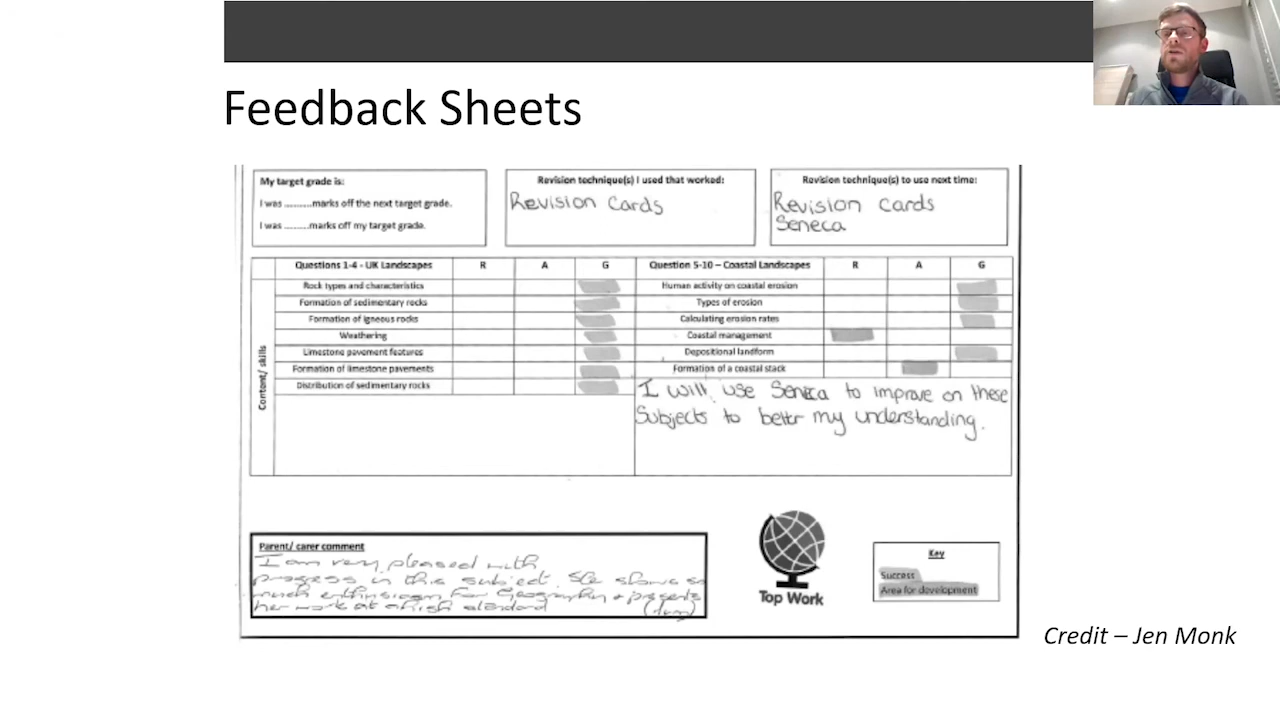 Feedback Sheets
My target grade is:
I was ..........marks off the next target grade.
I was .........marks off my target grade.
Revision technique(s) I used that worked:
Revision Cards
Revision technique(s) to use next time:
Revision cards
Seneca
Content/ skills
Questions 1-4 - UK Landscapes R A G
Rock types and characteristics
Formation of sedimentary rocks
Formation of igneous rocks
Weathering
Limestone pavement features
Formation of limestone pavements
Distribution of sedimentary rocks
Question 5-10 – Coastal Landscapes R A G
Human activity on coastal erosion
Types of erosion
Calculating erosion rates
Coastal management
Depositional landform
Formation of a coastal stack
I will use Seneca to improve on these
Subjects to better my understanding.
Parent/ carer comment
I am very pleased with
progress in this subject. She shows so
much for Geography + presents
her work at a high standard
Top Work
Key
Success
Area for development
Credit – Jen Monk